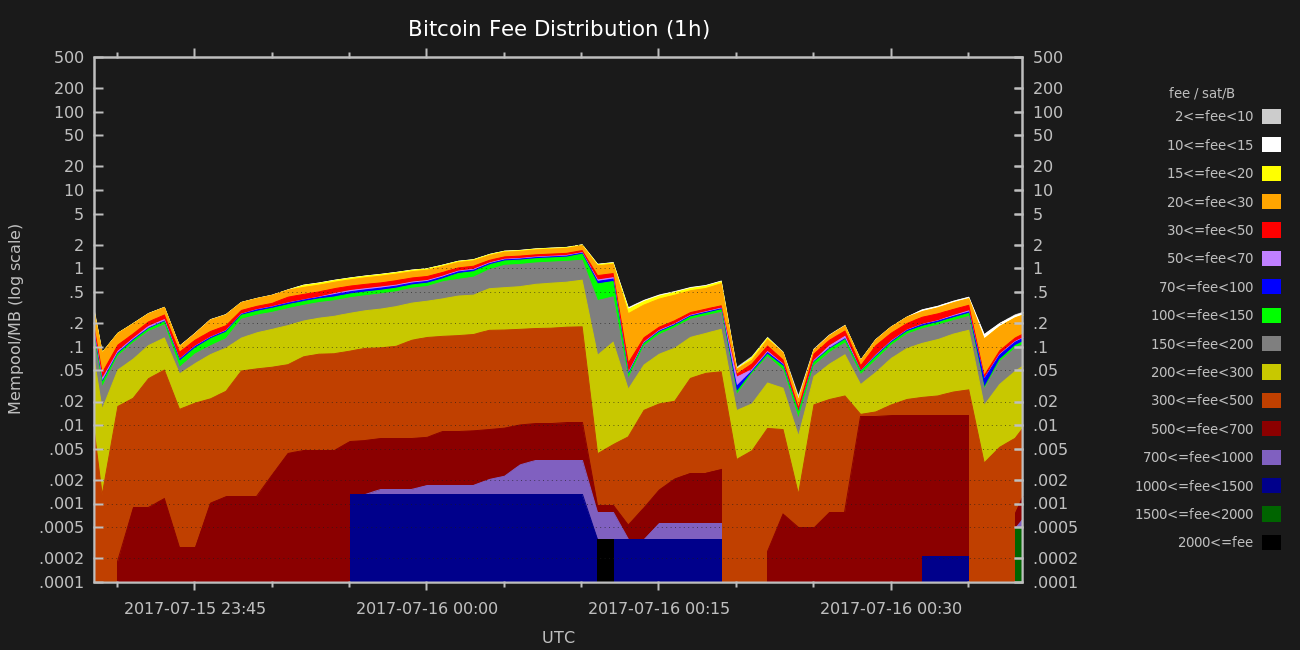 Bitcoin Fee Distribution (1h)
Mempool/MB (log scale)
500
200
100
50
20
10
5
2
1
.5
.2
.1
.05
.02
.01
.005
.002
.001
.0005
.0002
.0001
500
200
100
50
20
10
5
2
1
.5
.2
.1
.05
.02
.01
.005
.002
.001
.0005
.0002
.0001
2017-07-15 23:45
2017-07-16 00:00
2017-07-16 00:15
2017-07-16 00:30
UTC
fee / sat/B
2<=fee<10
10<=fee<15
15<=fee<20
20<=fee<30
30<=fee<50
50<=fee<70
70<=fee<100
100<=fee<150
150<=fee<200
200<=fee<300
300<=fee<500
500<=fee<700
700<=fee<1000
1000<=fee<1500
1500<=fee<2000
2000<=fee